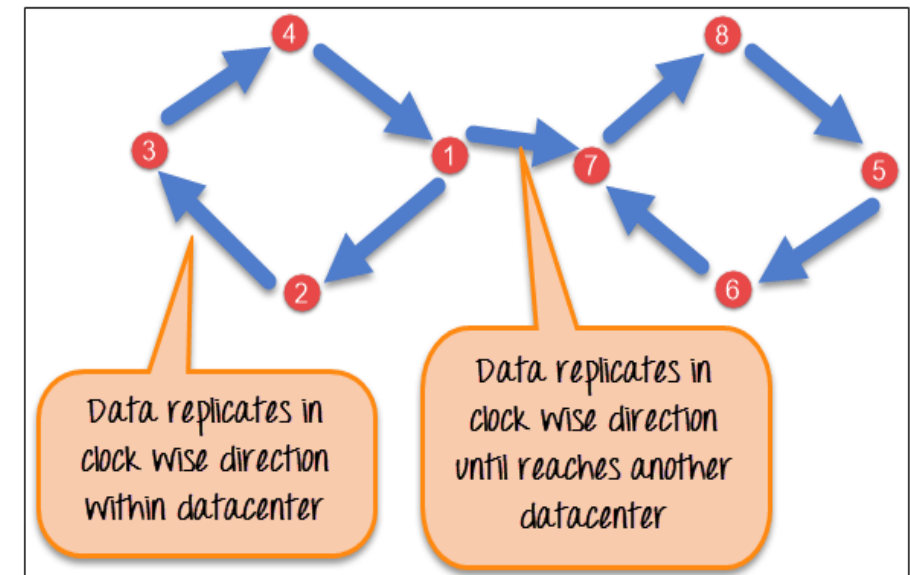 4
8
3
1
7
5
2
6
Data replicates in
clock wise direction
within datacenter
Data replicates in
clock wise direction
until reaches another
datacenter